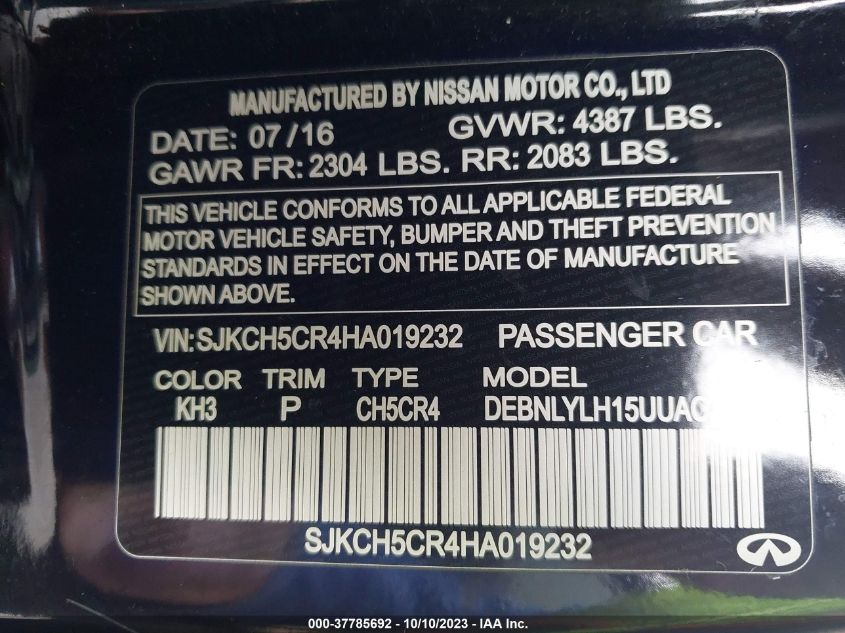 MANUFACTURED BY NISSAN MOTOR CO., LTD
DATE: 07/16 GVWR: 4387 LBS.
GAWR FR: 2304 LBS. RR: 2083 LBS.
THIS VEHICLE CONFORMS TO ALL APPLICABLE FEDERAL
MOTOR VEHICLE SAFETY, BUMPER AND THEFT PREVENTION
STANDARDS IN EFFECT ON THE DATE OF MANUFACTURE
SHOWN ABOVE.
VIN: SJKCH5CR4HA019232 PASSENGER CAR
COLOR TRIM TYPE MODEL
KH3 P CH5CR4 DEBNLYLH15UUAC
SJKCH5CR4HA019232
000-37785692 - 10/10/2023 - IAA Inc.